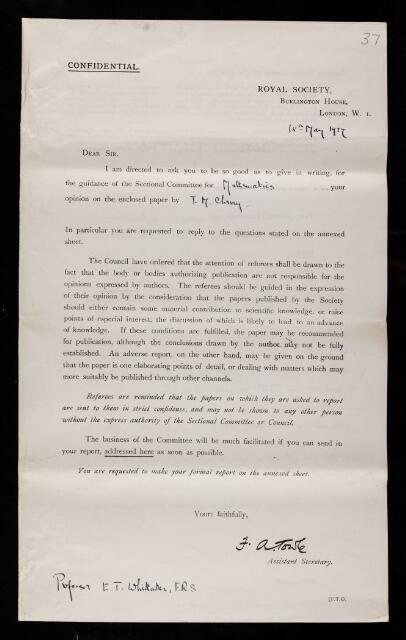 37
CONFIDENTIAL.
ROYAL SOCIETY,
BURLINGTON HOUSE,
LONDON, W. 1.
May 1937
DEAR SIR,
I am directed to ask you to be so good as to give in writing, for
the guidance of the Sectional Committee for Mathematics your
opinion on the enclosed paper by T. M. Cherry.
In particular you are requested to reply to the questions stated on the annexed
sheet.
The Council have ordered that the attention of referees shall be drawn to the
fact that the body or bodies authorizing publication are not responsible for the
opinions expressed by authors. The referees should be guided in the expression
of their opinion by the consideration that the papers published by the Society
should either contain some material contribution to scientific knowledge, or raise
points of especial interest, the discussion of which is likely to lead to an advance
of knowledge. If these conditions are fulfilled, the paper may be recommended
for publication, although the conclusions drawn by the author may not be fully
established. An adverse report, on the other hand, may be given on the ground
that the paper is one elaborating points of detail, or dealing with matters which may
more suitably be published through other channels.
Referees are reminded that the papers on which they are asked to report
are sent to them in strict confidence, and may not be shown to any other person
without the express authority of the Sectional Committee or Council.
The business of the Committee will be much facilitated if you can send in
your report, addressed here as soon as possible.
You are requested to make your formal report on the annexed sheet.
Yours faithfully,
F. A. Towle
Assistant Secretary.
Professor E. T. Whittaker, F.R.S.
[P.T.O.